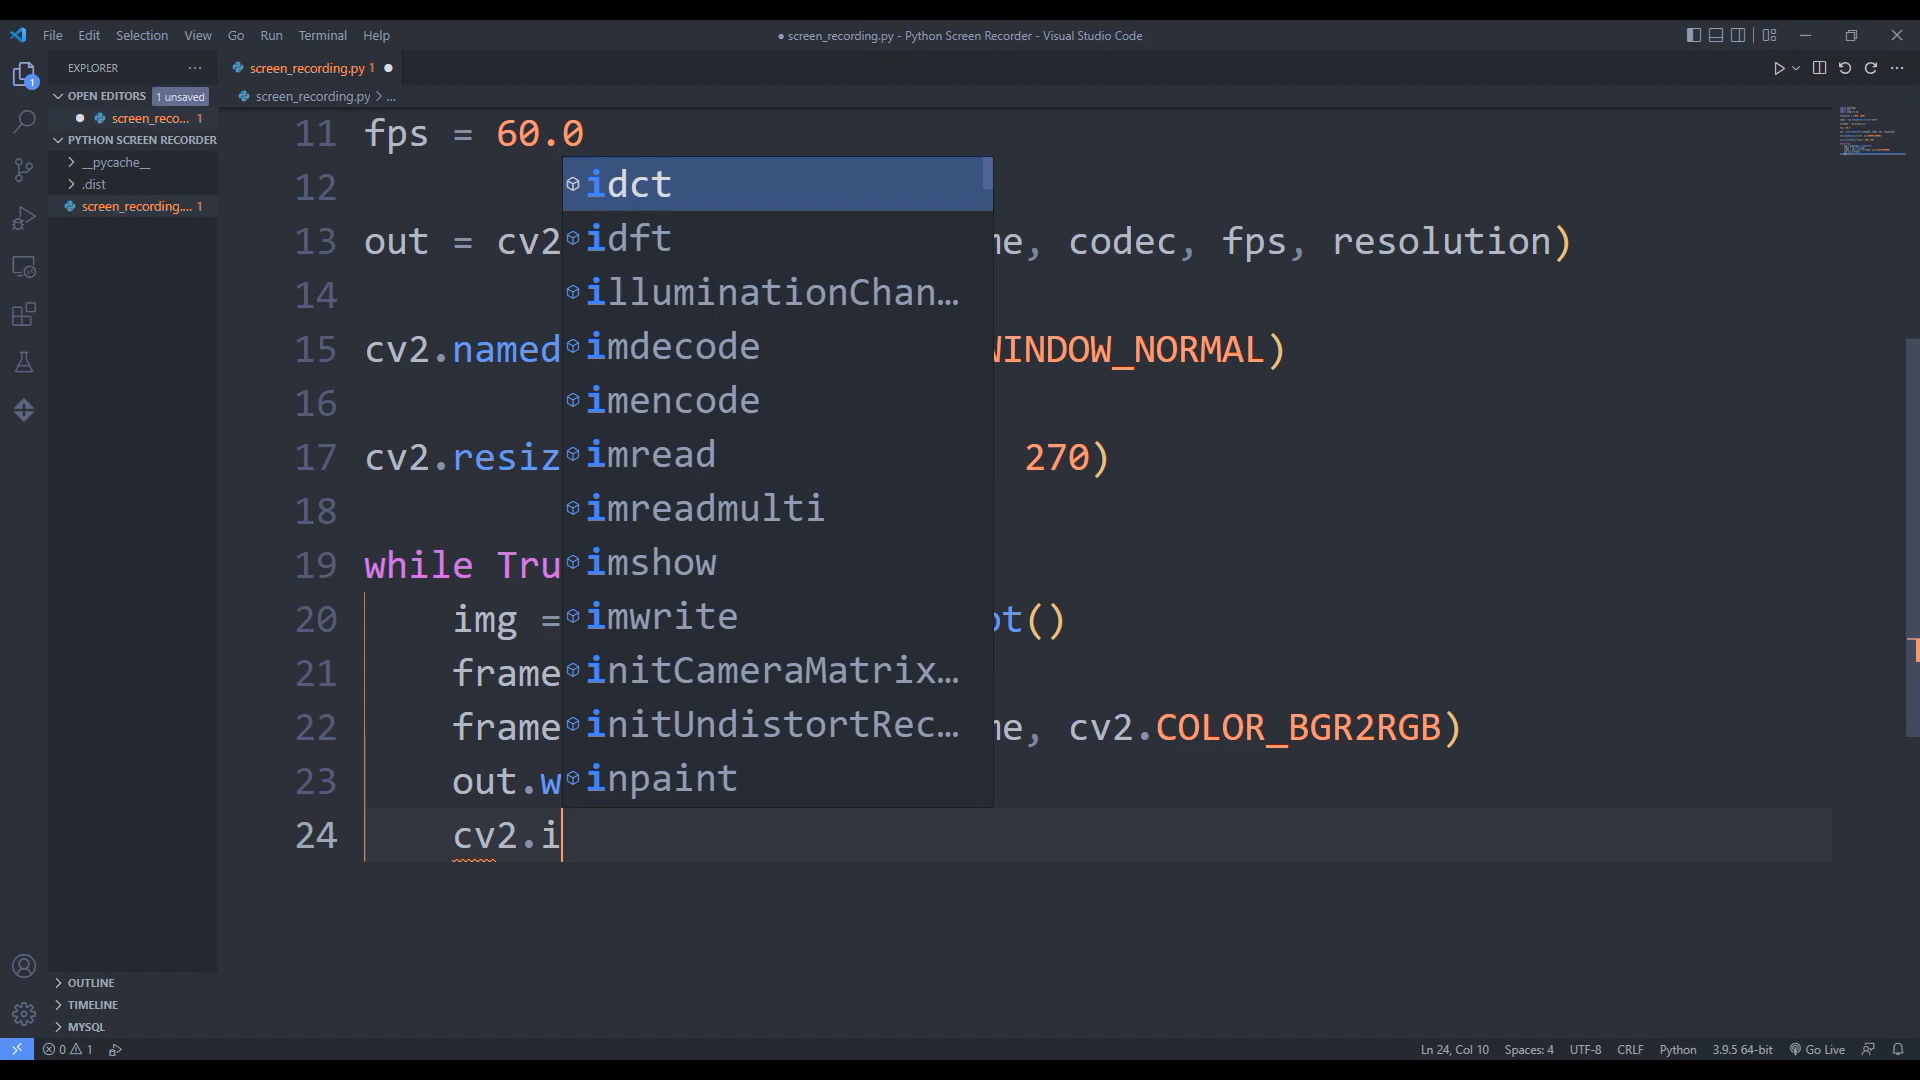 File Edit Selection View Go Run Terminal Help
● screen_recording.py - Python Screen Recorder - Visual Studio Code
EXPLORER ...
OPEN EDITORS 1 unsaved
screen_reco... 1
PYTHON SCREEN RECORDER
__pycache__
.dist
screen_recording.... 1
OUTLINE
TIMELINE
MYSQL
screen_recording.py 1
screen_recording.py > ...
11 fps = 60.0
12
13 out = cv2 me, codec, fps, resolution)
14
15 cv2.named WINDOW_NORMAL)
16
17 cv2.resiz 270)
18
19 while Tru
20 img = ot()
21 frame
22 frame me, cv2.COLOR_BGR2RGB)
23 out.w
24 cv2.i
idct
idft
illuminationChan…
imdecode
imencode
imread
imreadmulti
imshow
imwrite
initCameraMatrix…
initUndistortRec…
inpaint
1
0 1
Ln 24, Col 10 Spaces: 4 UTF-8 CRLF Python 3.9.5 64-bit Go Live